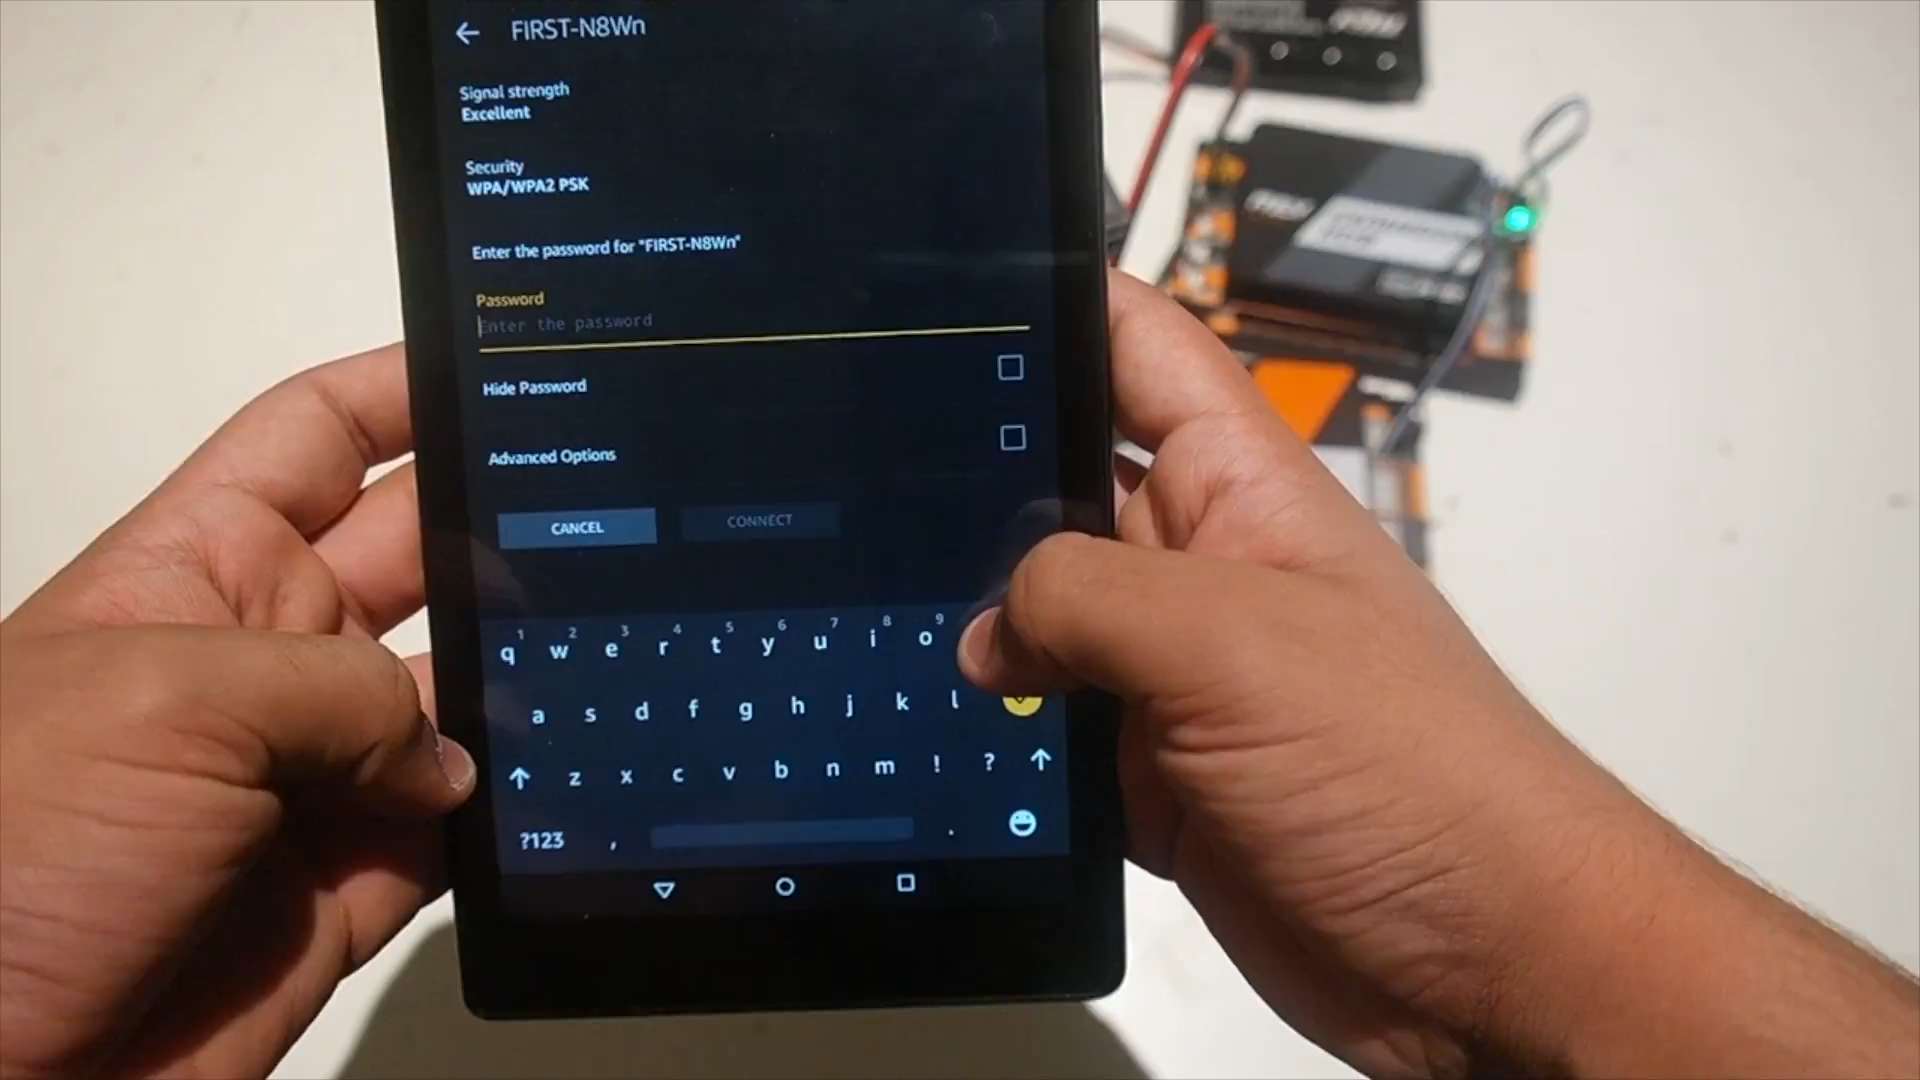 FIRST-N8Wn
Signal strength
Excellent
Security
WPA/WPA2 PSK
Enter the password for "FIRST-N8Wn"
Password
Enter the password
Hide Password
Advanced Options
CANCEL CONNECT
1 2 3 4 5 6 7 8 9
q w e r t y u i o
a s d f g h j k l
z x c v b n m ! ?
?123 , .